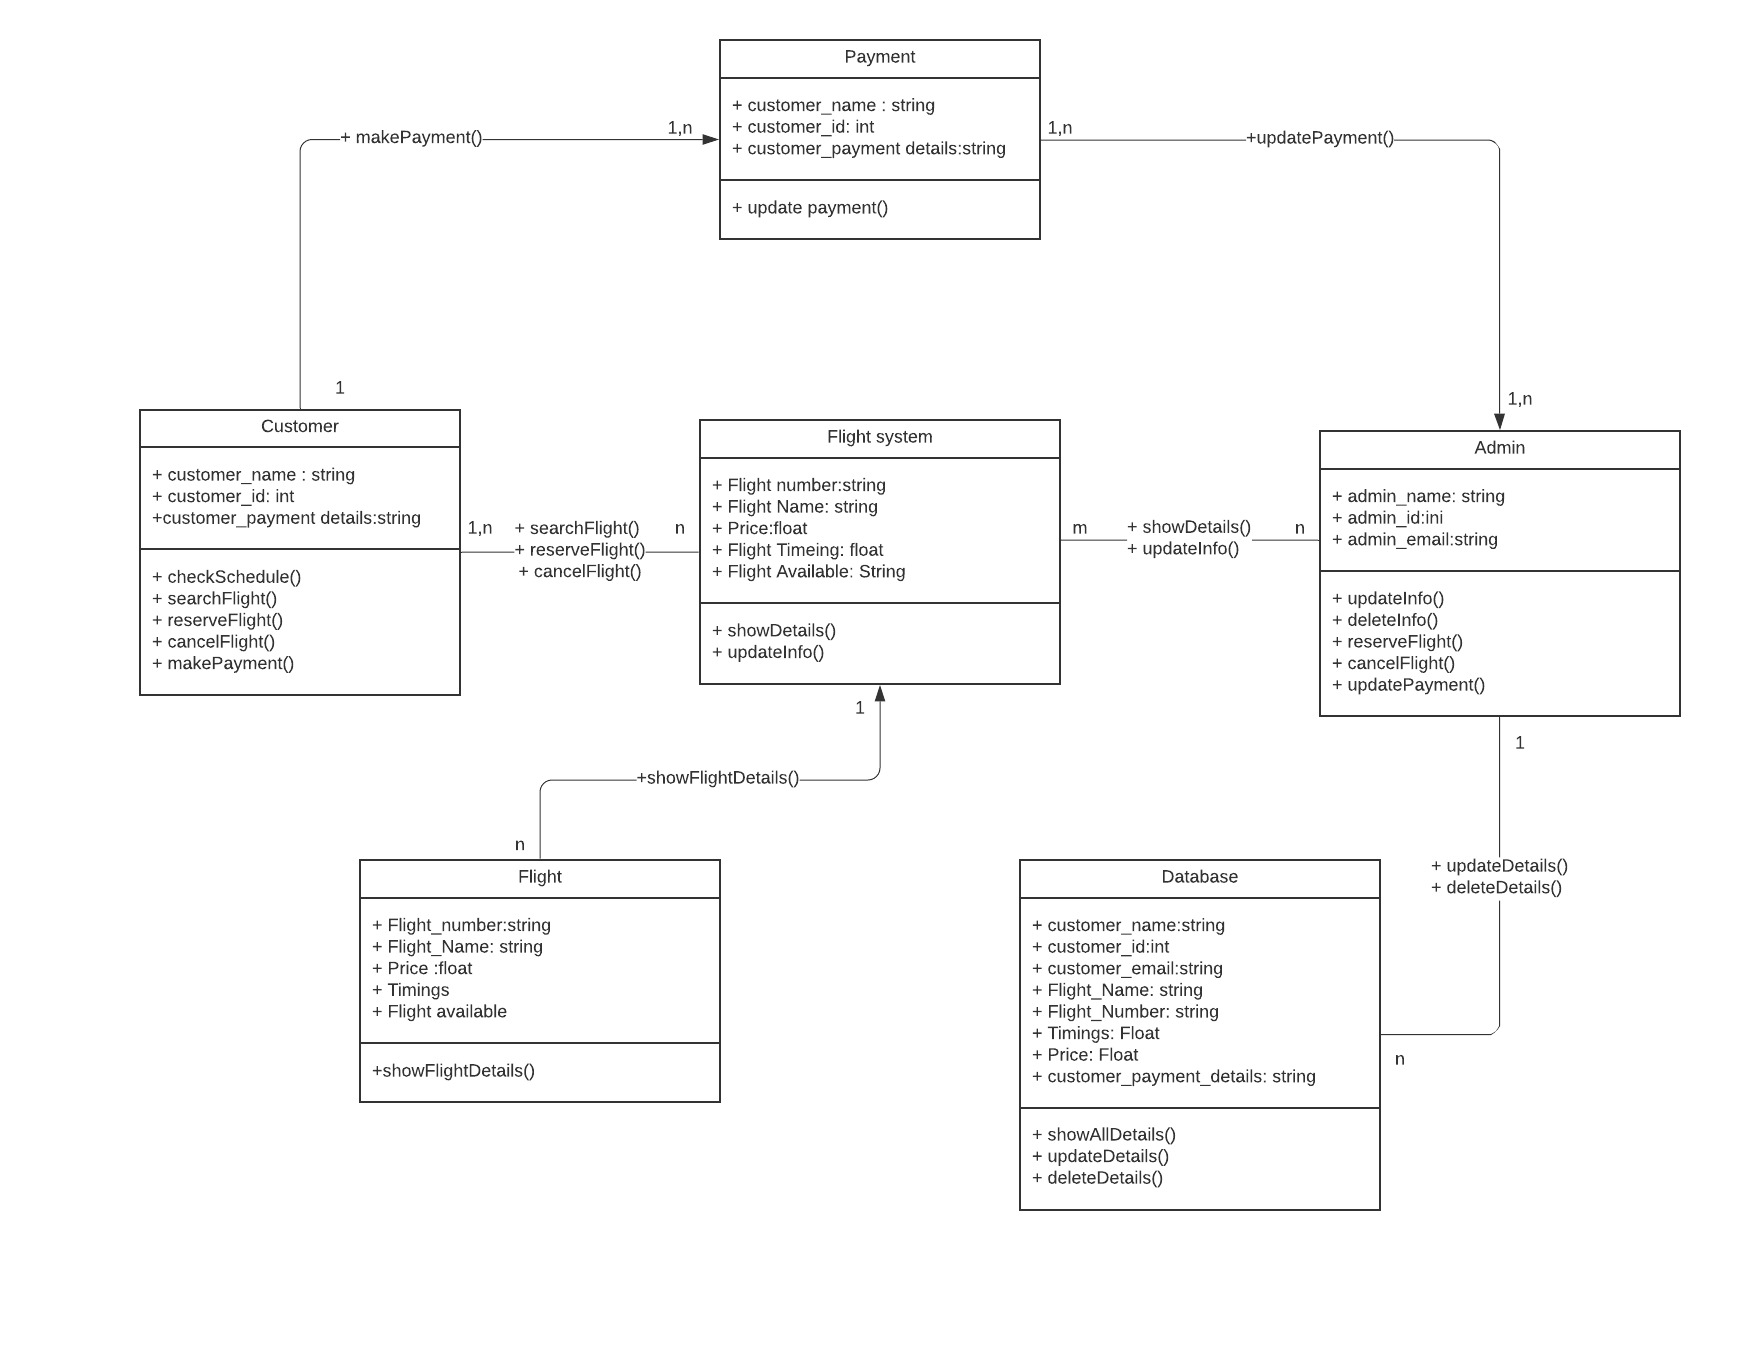 Payment
+ customer_name : string
+ customer_id: int
+ customer_payment details:string
+ update payment()
+ makePayment()
1,n
1,n
+updatePayment()
1
1,n
Customer
+ customer_name : string
+ customer_id: int
+customer_payment details:string
+ checkSchedule()
+ searchFlight()
+ reserveFlight()
+ cancelFlight()
+ makePayment()
1,n
+ searchFlight()
+ reserveFlight()
+ cancelFlight()
n
Flight system
+ Flight number:string
+ Flight Name: string
+ Price:float
+ Flight Timeing: float
+ Flight Available: String
+ showDetails()
+ updateInfo()
m
+ showDetails()
+ updateInfo()
n
Admin
+ admin_name: string
+ admin_id:ini
+ admin_email:string
+ updateInfo()
+ deleteInfo()
+ reserveFlight()
+ cancelFlight()
+ updatePayment()
1
+showFlightDetails()
n
Flight
+ Flight_number:string
+ Flight_Name: string
+ Price :float
+ Timings
+ Flight available
+showFlightDetails()
1
+ updateDetails()
+ deleteDetails()
n
Database
+ customer_name:string
+ customer_id:int
+ customer_email:string
+ Flight_Name: string
+ Flight_Number: string
+ Timings: Float
+ Price: Float
+ customer_payment_details: string
+ showAllDetails()
+ updateDetails()
+ deleteDetails()